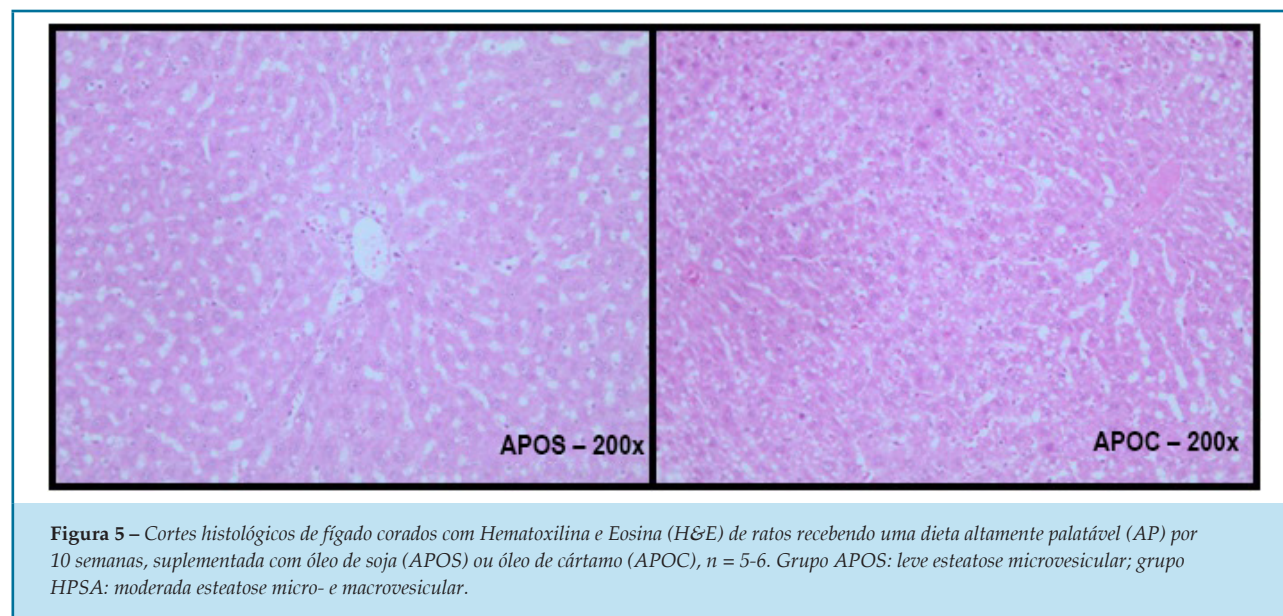 APOS – 200x
APOC – 200x
Figura 5 – Cortes histológicos de fígado corados com Hematoxilina e Eosina (H&E) de ratos recebendo uma dieta altamente palatável (AP) por
10 semanas, suplementada com óleo de soja (APOS) ou óleo de cártamo (APOC), n = 5-6. Grupo APOS: leve esteatose microvesicular; grupo
HPSA: moderada esteatose micro- e macrovesicular.